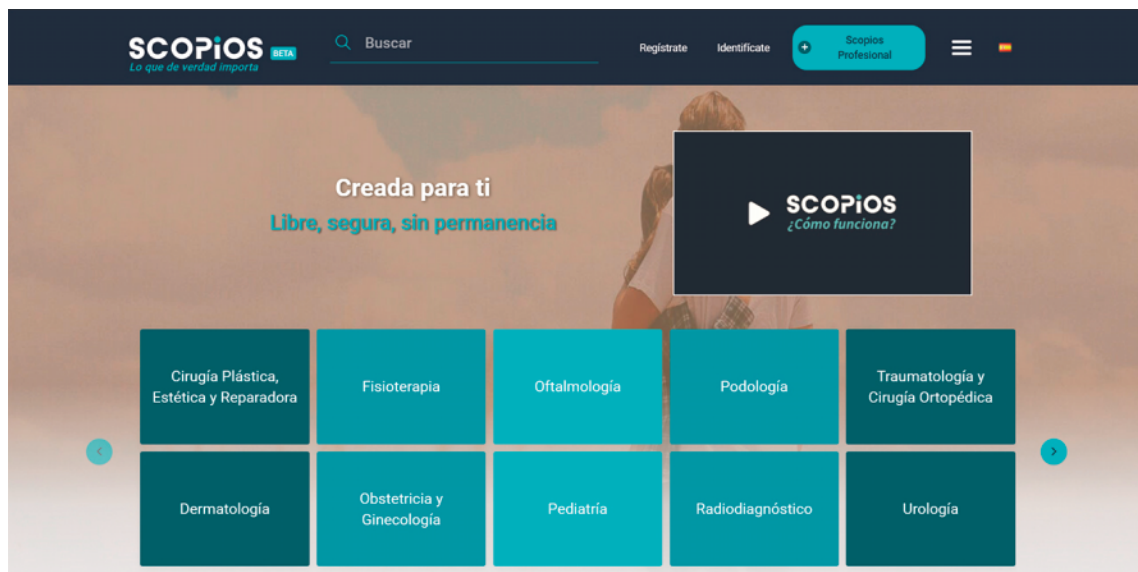 SCOPiOS BETA
Lo que de verdad importa
Buscar
Regístrate
Identifícate
Scopios
Profesional
Creada para ti
Libre, segura, sin permanencia
SCOPiOS
¿Cómo funciona?
Cirugía Plástica,
Estética y Reparadora
Fisioterapia
Oftalmología
Podología
Traumatología y
Cirugía Ortopédica
Dermatología
Obstetricia y
Ginecología
Pediatría
Radiodiagnóstico
Urología